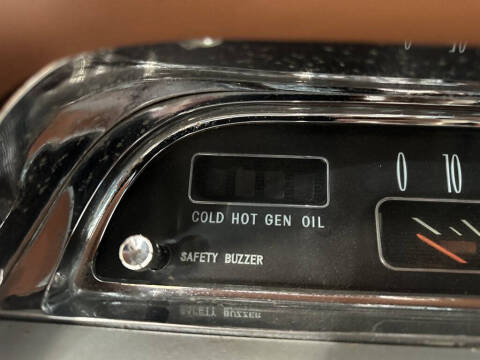 COLD HOT GEN OIL
0 10
SAFETY BUZZER